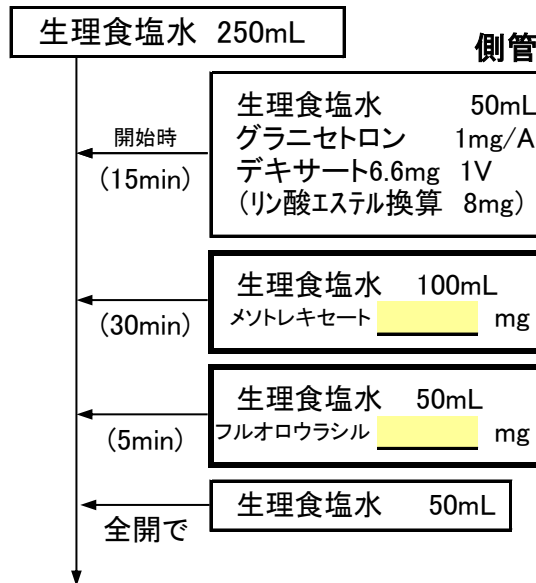 生理食塩水 250mL
側管
生理食塩水 50mL
開始時
グラニセトロン 1mg/A
(15min)
デキサート6.6mg 1V
(リン酸エステル換算 8mg)
生理食塩水 100mL
(30min)
メソトレキセート mg
生理食塩水 50mL
(5min)
フルオロウラシル mg
生理食塩水 50mL
全開で